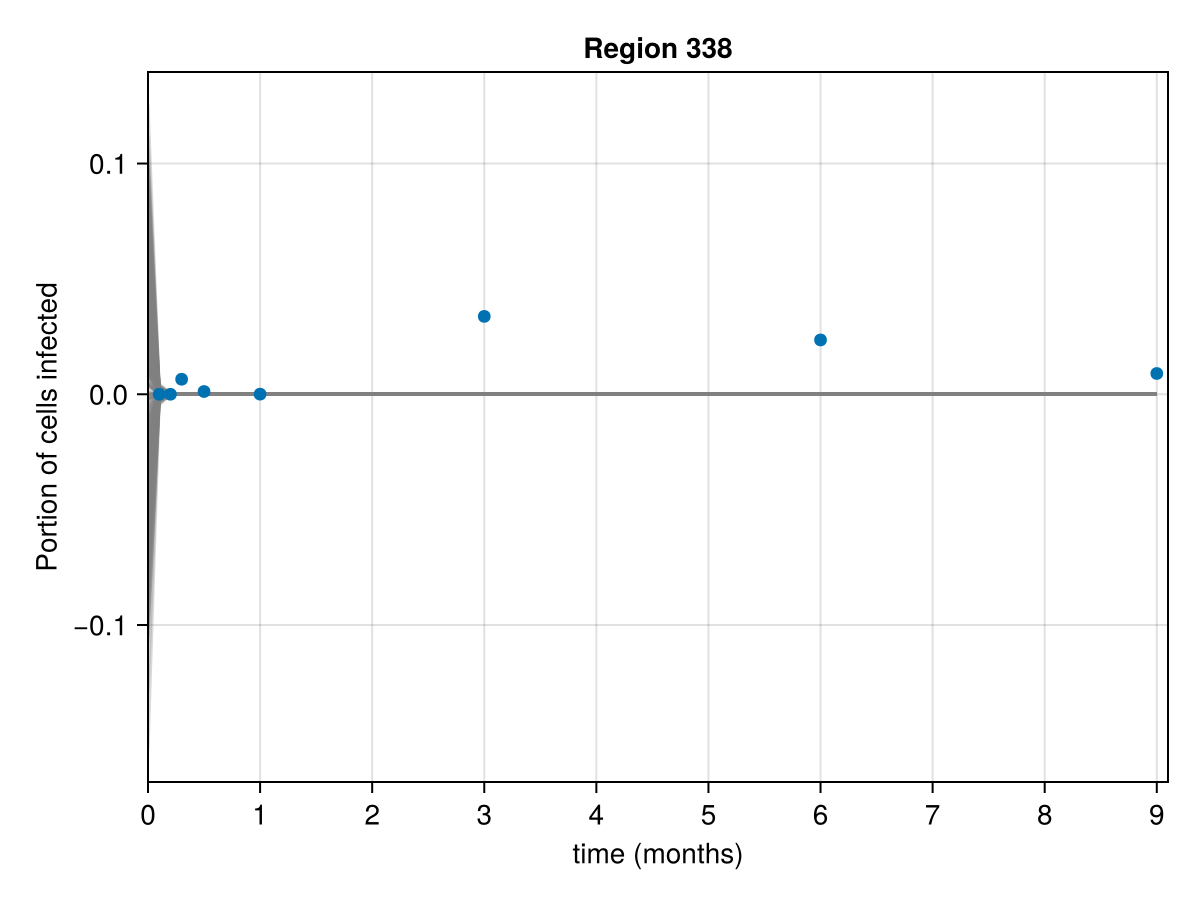 Region 338
0.1
0.0
−0.1
Portion of cells infected
0 1 2 3 4 5 6 7 8 9
time (months)